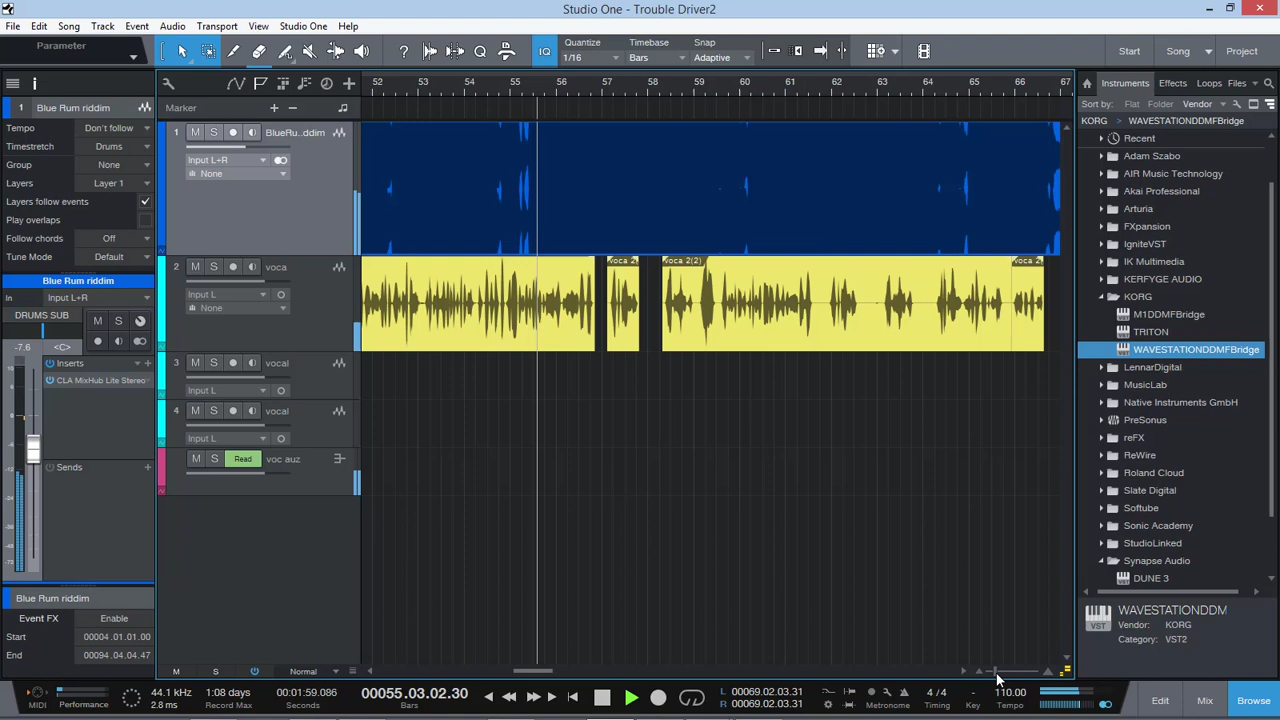 Studio One - Trouble Driver2
File Edit Song Track Event Audio Transport View Studio One Help
Parameter
IQ
Quantize
1/16
Timebase
Bars
Snap
Adaptive
Start Song Project
52 53 54 55 56 57 58 59 60 61 62 63 64 65 66 67
Marker
1 Blue Rum riddim
Tempo Don't follow
Timestretch Drums
Group None
Layers Layer 1
Layers follow events
Play overlaps
Follow chords Off
Tune Mode Default
Blue Rum riddim
in Input L+R
DRUMS SUB
M S
-7.6 <C>
Inserts
CLA MixHub Lite Stereo
Sends
Blue Rum riddim
Event FX Enable
Start 00004.01.01.00
End 00094.04.04.47
1 M S BlueRu..ddim
Input L+R
None
2 M S voca
Input L
None
voca 2( voca 2(2) voca 2(
3 M S vocal
Input L
4 M S vocal
Input L
M S Read voc auz
M S Normal
Instruments Effects Loops Files
Sort by: Flat Folder Vendor
KORG > WAVESTATIONDDMFBridge
Recent
Adam Szabo
AIR Music Technology
Akai Professional
Arturia
FXpansion
IgniteVST
IK Multimedia
KERFYGE AUDIO
KORG
M1DDMFBridge
TRITON
WAVESTATIONDDMFBridge
LennarDigital
MusicLab
Native Instruments GmbH
PreSonus
reFX
ReWire
Roland Cloud
Slate Digital
Softube
Sonic Academy
StudioLinked
Synapse Audio
DUNE 3
VST
WAVESTATIONDDM
Vendor: KORG
Category: VST2
MIDI
Performance
44.1 kHz
2.8 ms
1:08 days
Record Max
00:01:59.086
Seconds
00055.03.02.30
Bars
L 00069.02.03.31
R 00069.02.03.31
Metronome
4 / 4
Timing
-
Key
110.00
Tempo
Edit Mix Browse